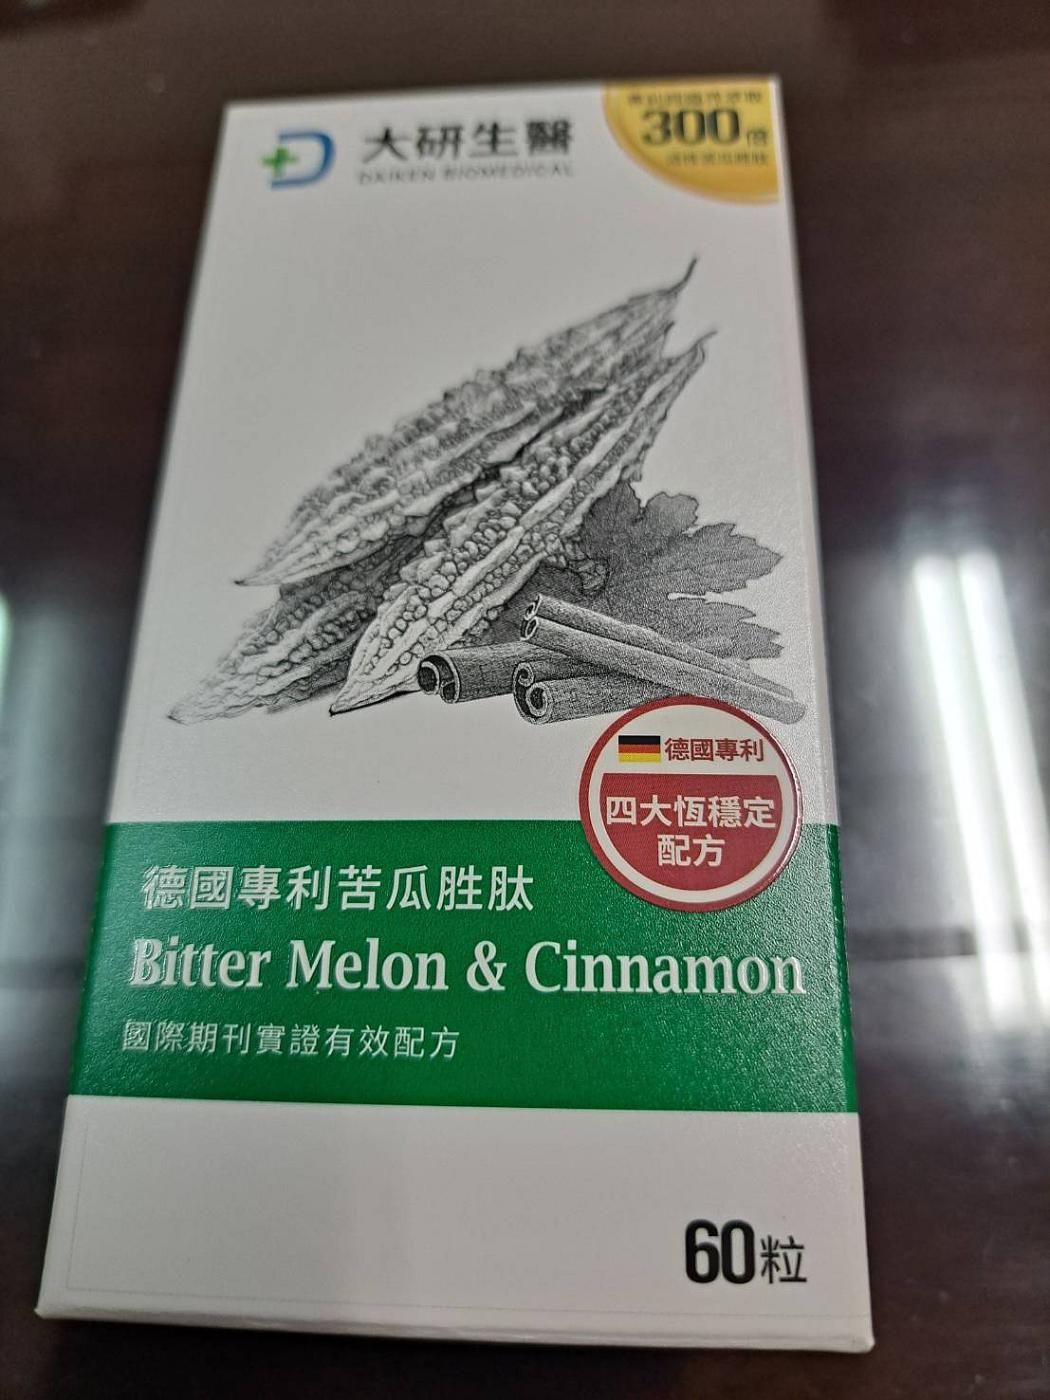 大研生醫
DAIKEN BIOMEDICAL
300倍
德國專利
四大恆穩定
配方
德國專利苦瓜胜肽
Bitter Melon & Cinnamon
國際期刊實證有效配方
60粒